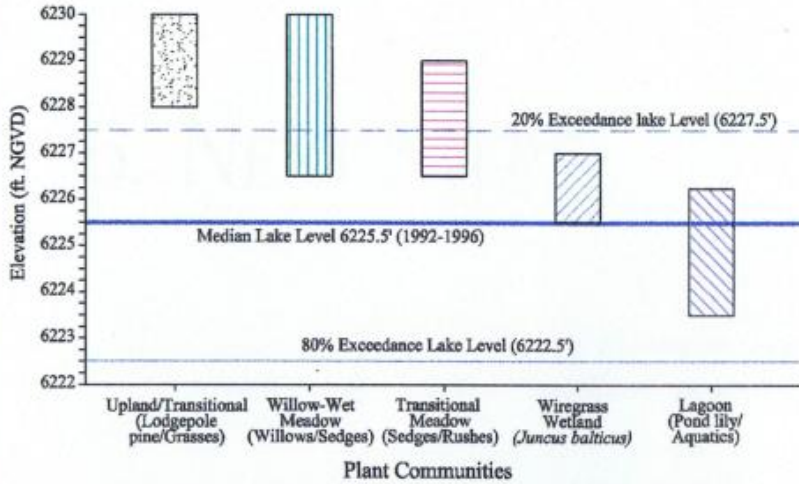 6230
6229
6228
6227
6226
6225
6224
6223
6222
Elevation (ft. NGVD)
20% Exceedance lake Level (6227.5')
Median Lake Level 6225.5' (1992-1996)
80% Exceedance Lake Level (6222.5')
Upland/Transitional
(Lodgepole
pine/Grasses)
Willow-Wet
Meadow
(Willows/Sedges)
Transitional
Meadow
(Sedges/Rushes)
Wiregrass
Wetland
(Juncus balticus)
Lagoon
(Pond lily/
Aquatics)
Plant Communities